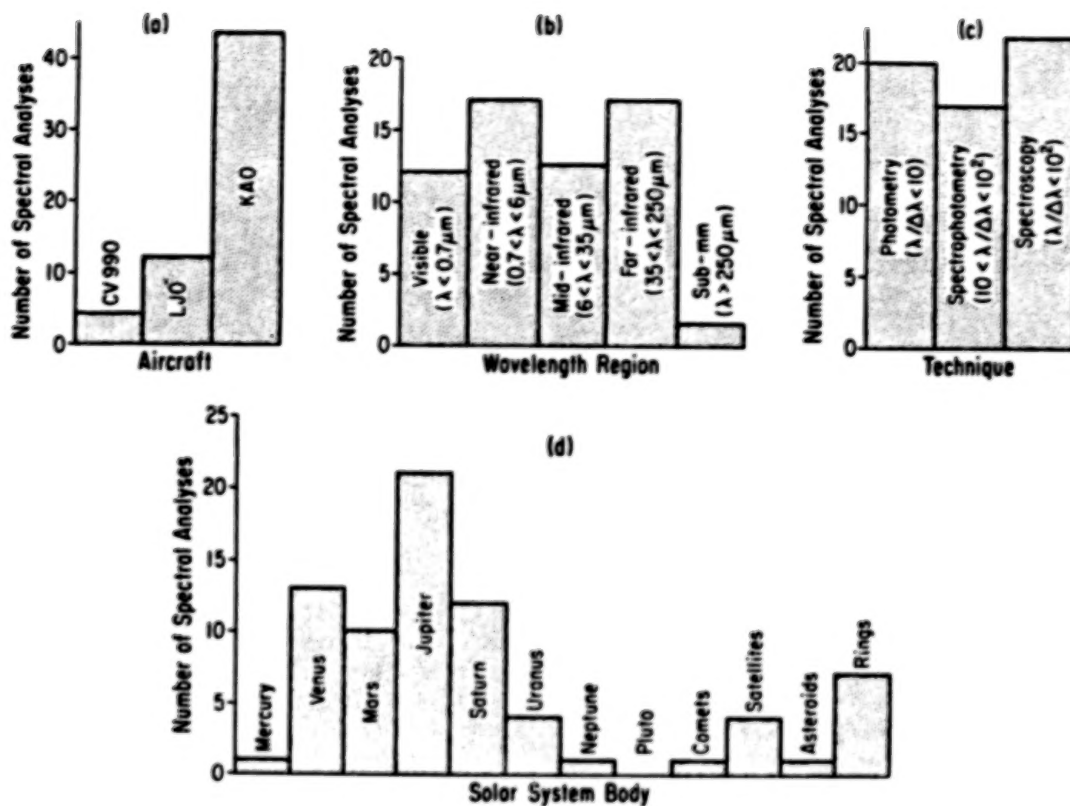 (a)
Number of Spectral Analyses
40
30
20
10
0
CV 990
LJO
KAO
Aircraft
(b)
Number of Spectral Analyses
20
15
10
5
0
Visible
(λ < 0.7μm)
Near-infrared
(0.7 < λ < 6μm)
Mid-infrared
(6 < λ < 35μm)
Far-infrared
(35 < λ < 250μm)
Sub-mm
(λ > 250μm)
Wavelength Region
(c)
Number of Spectral Analyses
20
15
10
5
0
Photometry
(λ/Δλ < 10)
Spectrophotometry
(10 < λ/Δλ < 10²)
Spectroscopy
(λ/Δλ < 10²)
Technique
(d)
Number of Spectral Analyses
25
20
15
10
5
0
Mercury
Venus
Mars
Jupiter
Saturn
Uranus
Neptune
Pluto
Comets
Satellites
Asteroids
Rings
Solar System Body